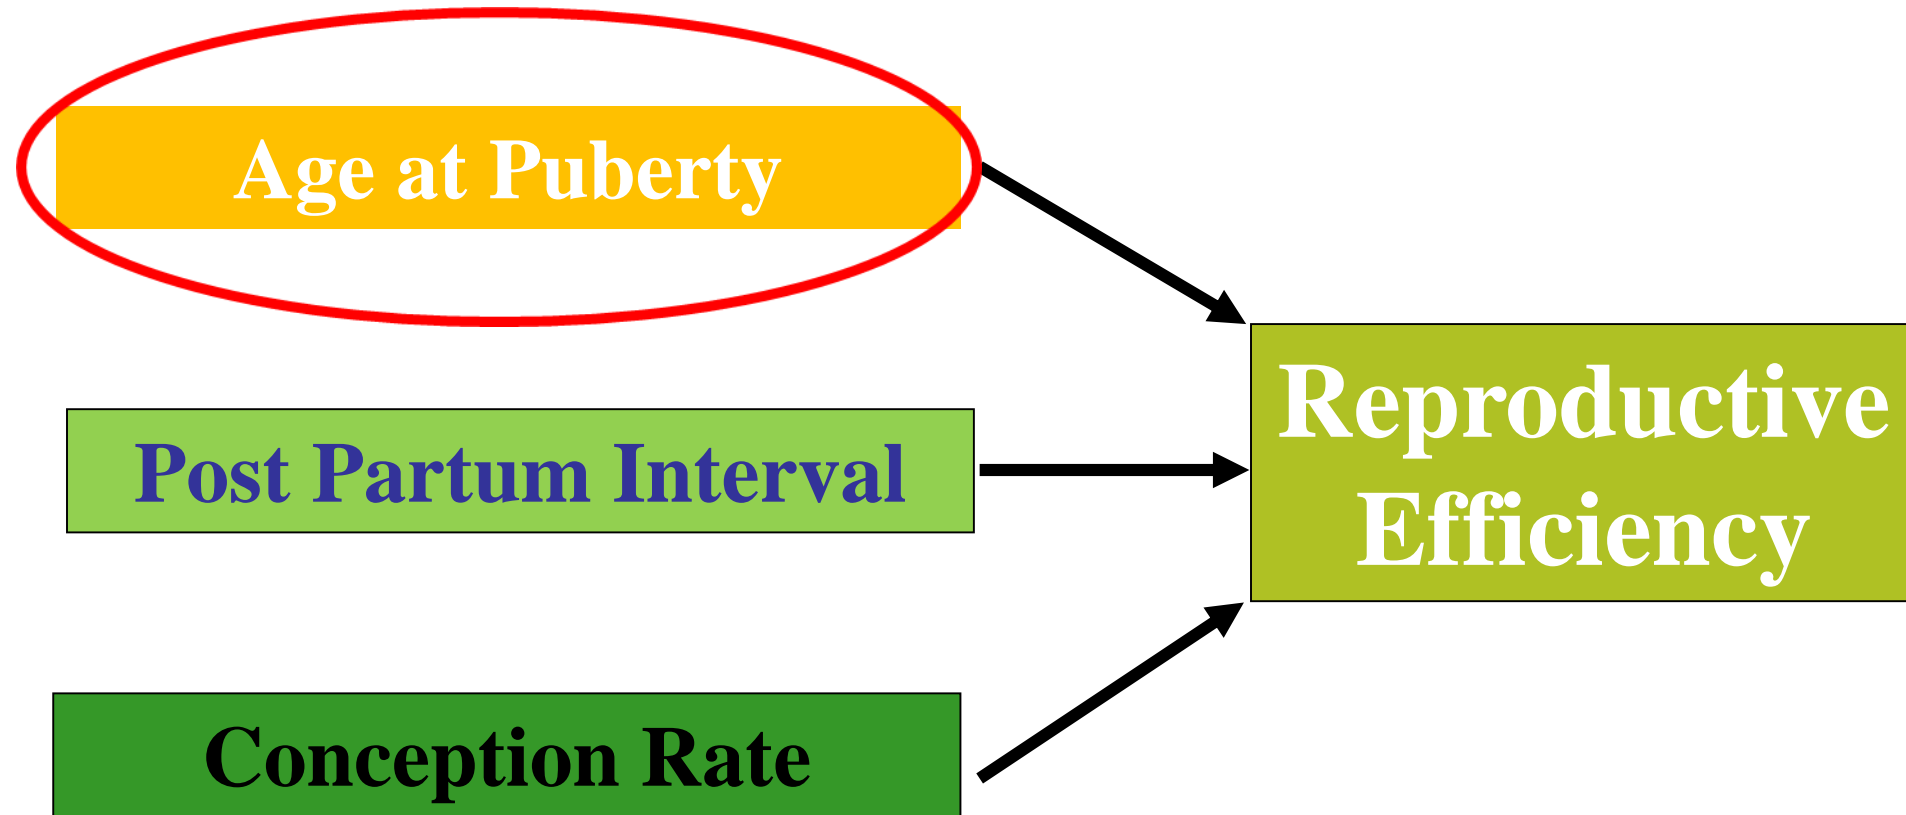 Age at Puberty
Post Partum Interval
Conception Rate
Reproductive
Efficiency